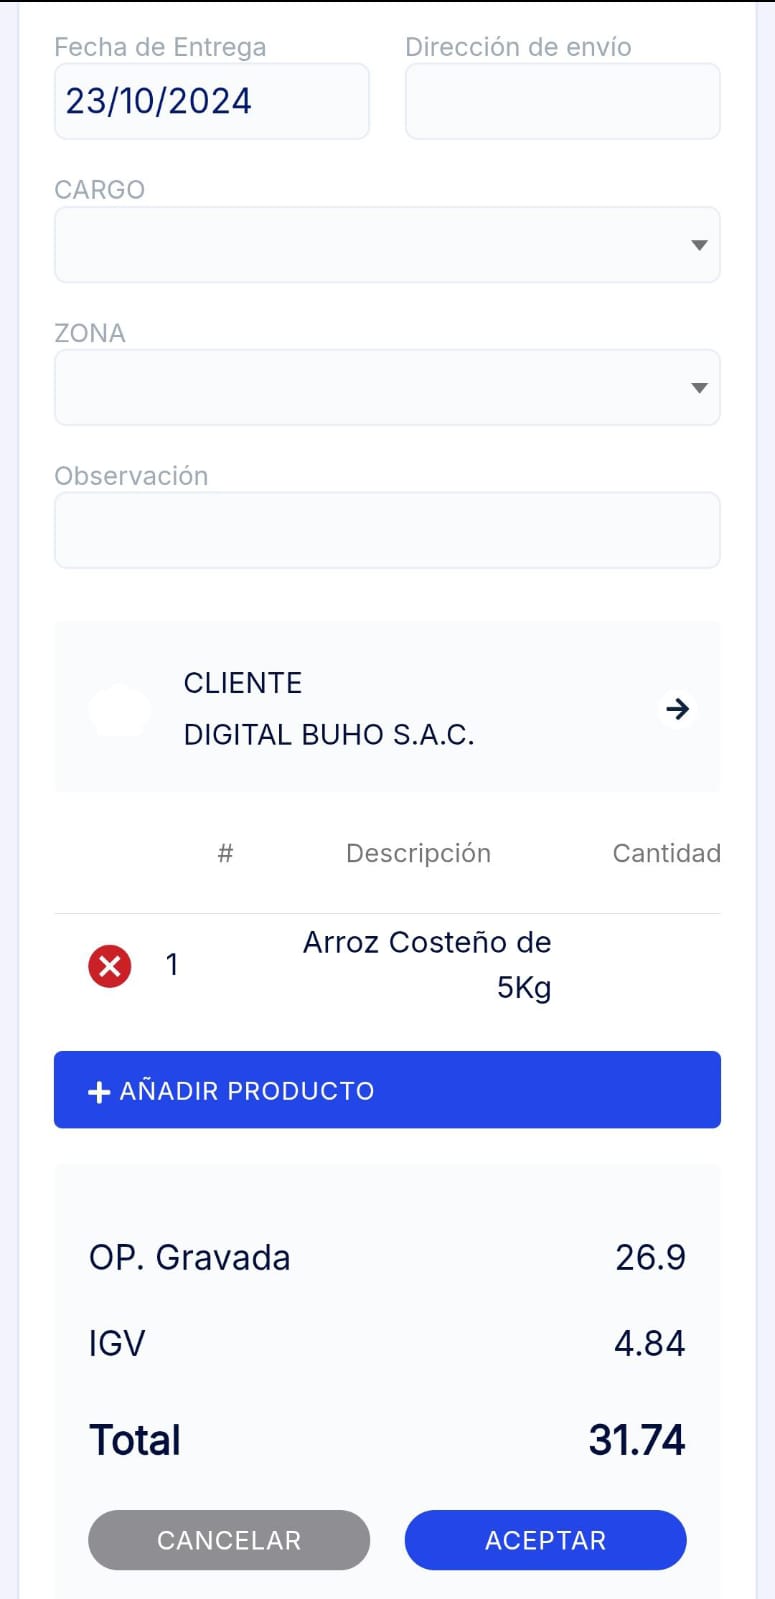 Fecha de Entrega Dirección de envío
23/10/2024
CARGO
ZONA
Observación
CLIENTE
DIGITAL BUHO S.A.C.
# Descripción Cantidad
1 Arroz Costeño de
5Kg
+ AÑADIR PRODUCTO
OP. Gravada 26.9
IGV 4.84
Total 31.74
CANCELAR ACEPTAR